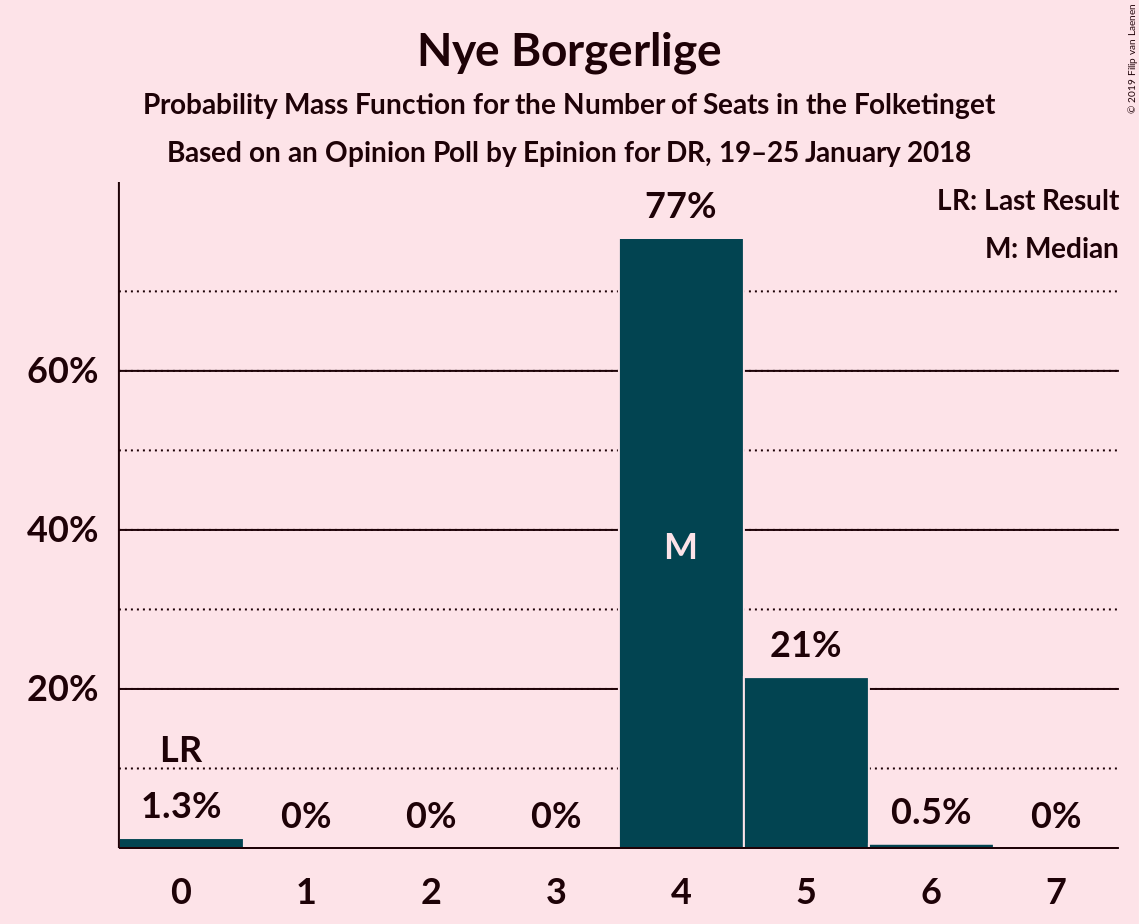 Nye Borgerlige
Probability Mass Function for the Number of Seats in the Folketinget
Based on an Opinion Poll by Epinion for DR, 19–25 January 2018
© 2019 Filip van Laenen
LR: Last Result
M: Median
77%
60%
40%
M
21%
20%
LR
1.3%
0%
0%
0%
0.5%
0%
0 1 2 3 4 5 6 7